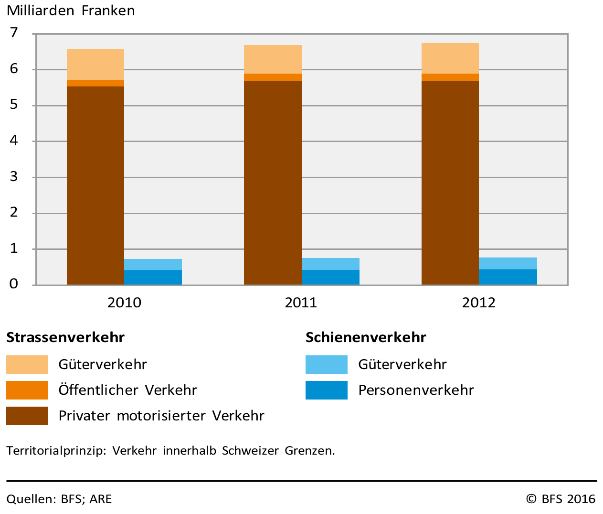 Milliarden Franken
7
6
5
4
3
2
1
0
2010 2011 2012
Strassenverkehr
Güterverkehr
Öffentlicher Verkehr
Privater motorisierter Verkehr
Schienenverkehr
Güterverkehr
Personenverkehr
Territorialprinzip: Verkehr innerhalb Schweizer Grenzen.
Quellen: BFS; ARE
© BFS 2016